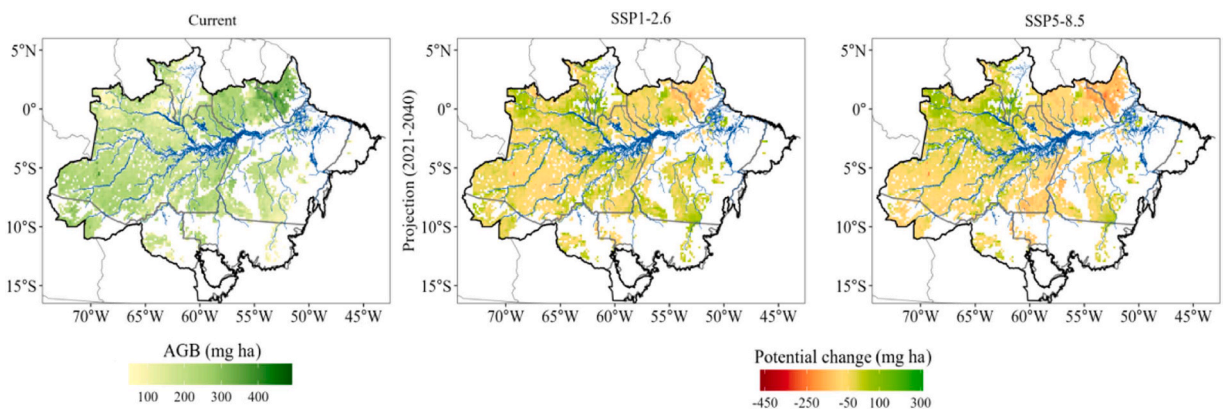 Current
SSP1-2.6
SSP5-8.5
5°N
0°
5°S
10°S
15°S
70°W 65°W 60°W 55°W 50°W 45°W
Projection (2021-2040)
5°N
0°
5°S
10°S
15°S
70°W 65°W 60°W 55°W 50°W 45°W
5°N
0°
5°S
10°S
15°S
70°W 65°W 60°W 55°W 50°W 45°W
AGB (mg ha)
100 200 300 400
Potential change (mg ha)
-450 -250 -50 100 300